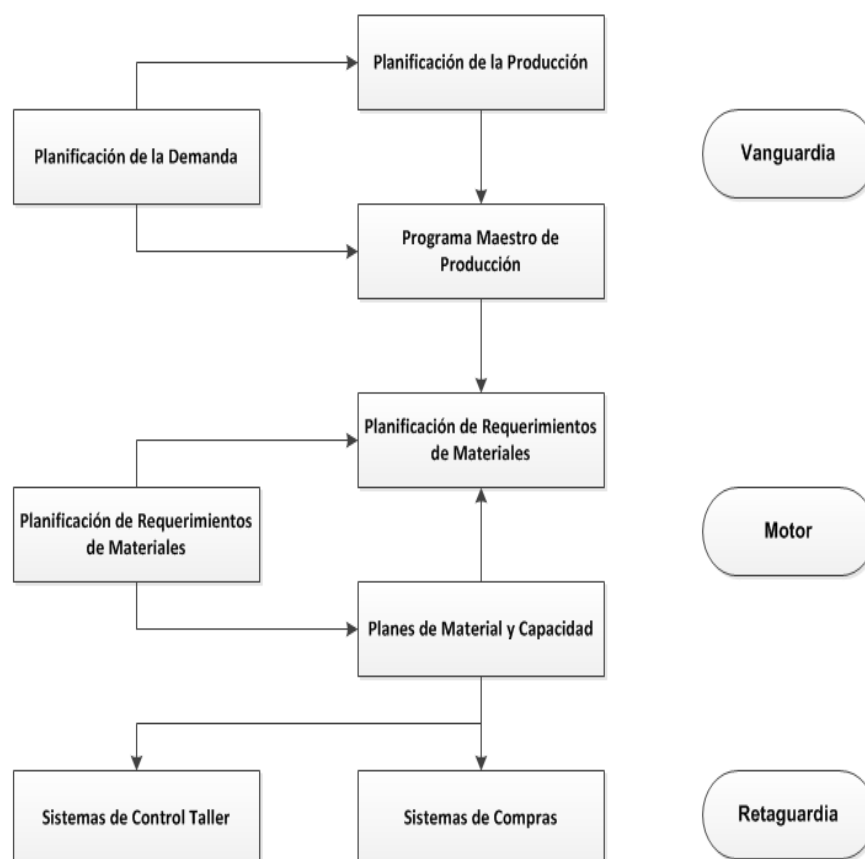 Planificación de la Producción
Planificación de la Demanda
Vanguardia
Programa Maestro de
Producción
Planificación de Requerimientos
de Materiales
Planificación de Requerimientos
de Materiales
Motor
Planes de Material y Capacidad
Sistemas de Control Taller
Sistemas de Compras
Retaguardia